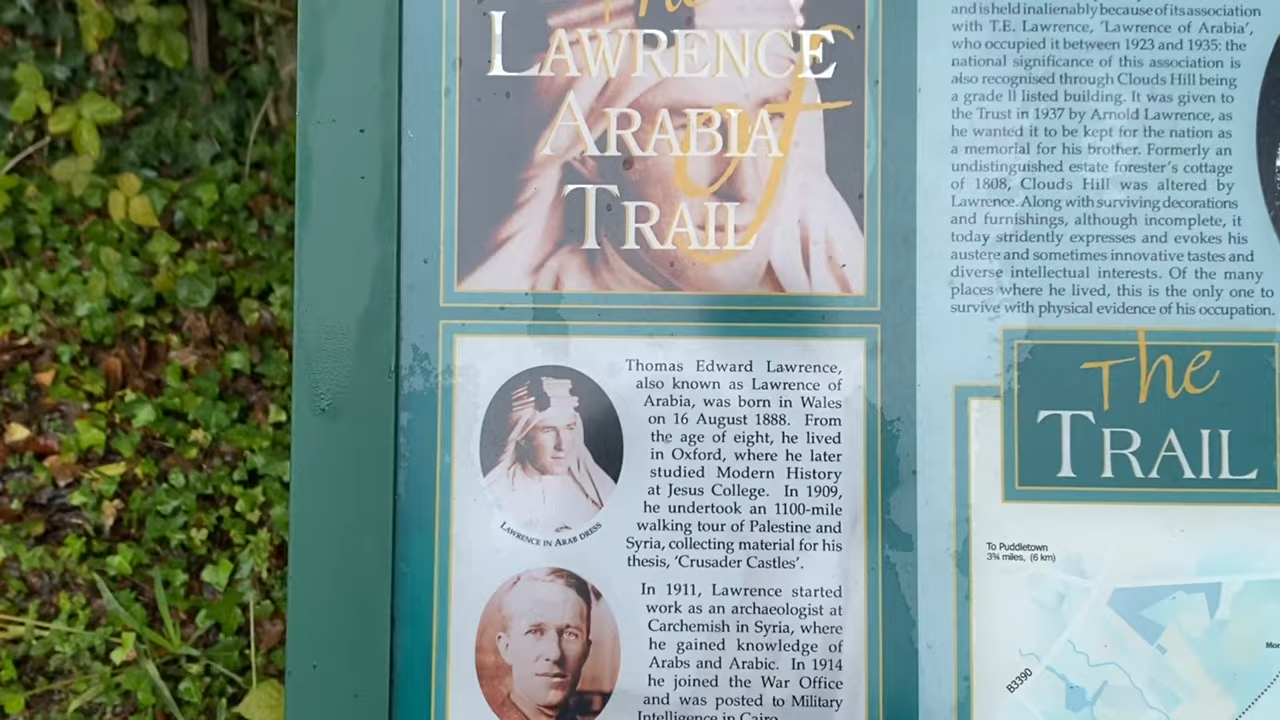 The
LAWRENCE
of
ARABIA
TRAIL
Thomas Edward Lawrence,
also known as Lawrence of
Arabia, was born in Wales
on 16 August 1888. From
the age of eight, he lived
in Oxford, where he later
studied Modern History
at Jesus College. In 1909,
he undertook an 1100-mile
walking tour of Palestine and
Syria, collecting material for his
thesis, 'Crusader Castles'.
LAWRENCE IN ARAB DRESS
In 1911, Lawrence started
work as an archaeologist at
Carchemish in Syria, where
he gained knowledge of
Arabs and Arabic. In 1914
he joined the War Office
and was posted to Military
Intelligence in Cairo
and is held inalienably because of its association
with T.E. Lawrence, 'Lawrence of Arabia',
who occupied it between 1923 and 1935: the
national significance of this association is
also recognised through Clouds Hill being
a grade II listed building. It was given to
the Trust in 1937 by Arnold Lawrence, as
he wanted it to be kept for the nation as
a memorial for his brother. Formerly an
undistinguished estate forester's cottage
of 1808, Clouds Hill was altered by
Lawrence. Along with surviving decorations
and furnishings, although incomplete, it
today stridently expresses and evokes his
austere and sometimes innovative tastes and
diverse intellectual interests. Of the many
places where he lived, this is the only one to
survive with physical evidence of his occupation.
The
TRAIL
To Puddletown
3¾ miles, (6 km)
B3390